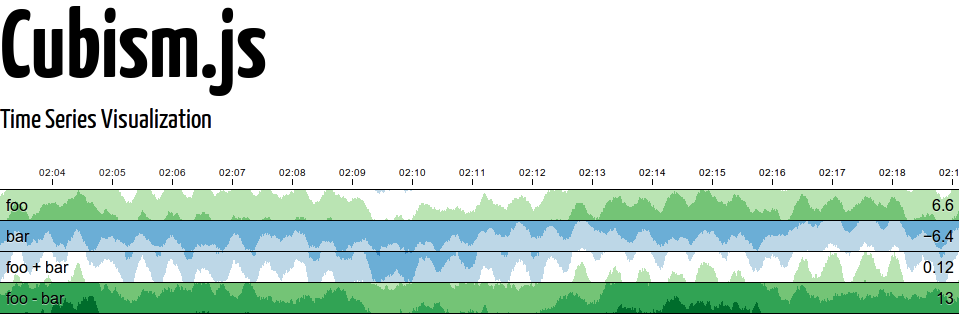 Cubism.js
Time Series Visualization
02:04 02:05 02:06 02:07 02:08 02:09 02:10 02:11 02:12 02:13 02:14 02:15 02:16 02:17 02:18 02:1
foo 6.6
bar −6.4
foo + bar 0.12
foo - bar 13